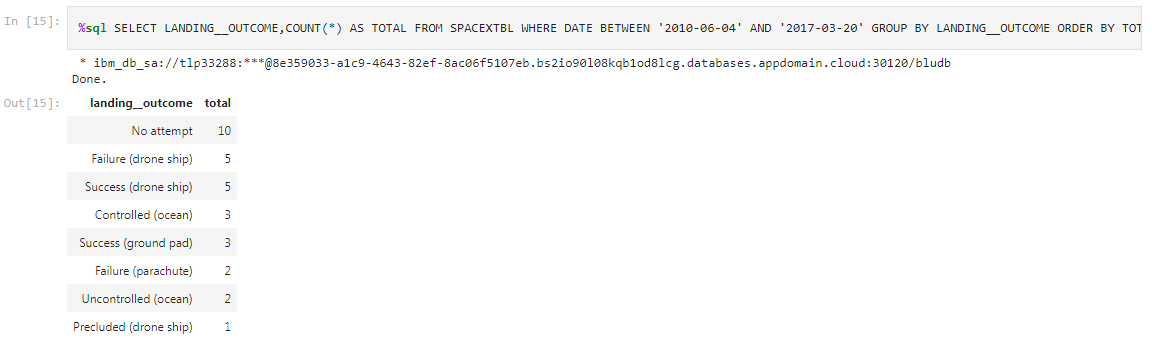 In [15]: %sql SELECT LANDING__OUTCOME,COUNT(*) AS TOTAL FROM SPACEXTBL WHERE DATE BETWEEN '2010-06-04' AND '2017-03-20' GROUP BY LANDING__OUTCOME ORDER BY TOT
* ibm_db_sa://tlp33288:***@8e359033-a1c9-4643-82ef-8ac06f5107eb.bs2io90l08kqb1od8lcg.databases.appdomain.cloud:30120/bludb
Done.
Out[15]: landing__outcome total
No attempt 10
Failure (drone ship) 5
Success (drone ship) 5
Controlled (ocean) 3
Success (ground pad) 3
Failure (parachute) 2
Uncontrolled (ocean) 2
Precluded (drone ship) 1